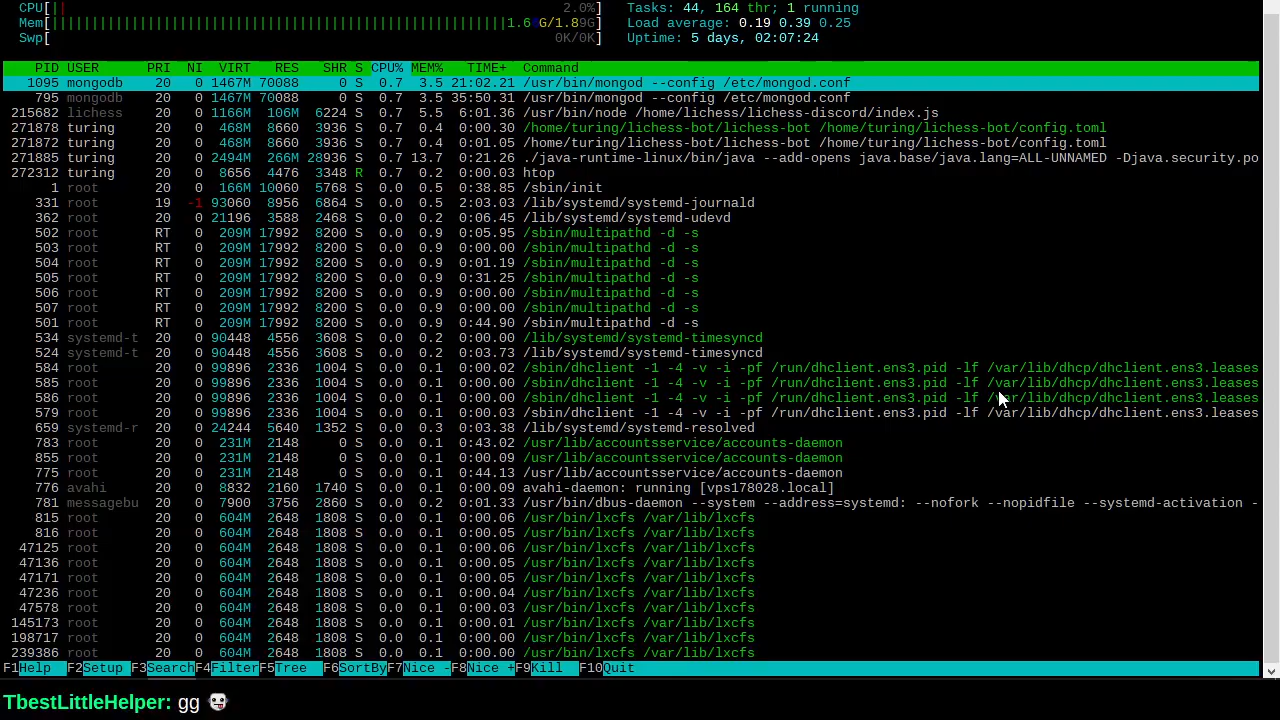 CPU[|| 2.0%] Tasks: 44, 164 thr; 1 running
Mem[|||||||||||||||||||||||||||||||||||||||||||||||||||||||||1.6 G/1.89G] Load average: 0.19 0.39 0.25
Swp[ 0K/0K] Uptime: 5 days, 02:07:24
PID USER PRI NI VIRT RES SHR S CPU% MEM% TIME+ Command
1095 mongodb 20 0 1467M 70088 0 S 0.7 3.5 21:02.21 /usr/bin/mongod --config /etc/mongod.conf
795 mongodb 20 0 1467M 70088 0 S 0.7 3.5 35:50.31 /usr/bin/mongod --config /etc/mongod.conf
215682 lichess 20 0 1166M 106M 6224 S 0.7 5.5 6:01.36 /usr/bin/node /home/lichess/lichess-discord/index.js
271878 turing 20 0 468M 8660 3936 S 0.7 0.4 0:00.30 /home/turing/lichess-bot/lichess-bot /home/turing/lichess-bot/config.toml
271872 turing 20 0 468M 8660 3936 S 0.7 0.4 0:01.05 /home/turing/lichess-bot/lichess-bot /home/turing/lichess-bot/config.toml
271885 turing 20 0 2494M 266M 28936 S 0.7 13.7 0:21.26 ./java-runtime-linux/bin/java --add-opens java.base/java.lang=ALL-UNNAMED -Djava.security.po
272312 turing 20 0 8656 4476 3348 R 0.7 0.2 0:00.03 htop
1 root 20 0 166M 10060 5768 S 0.0 0.5 0:38.85 /sbin/init
331 root 19 -1 93060 8956 6864 S 0.0 0.5 2:03.03 /lib/systemd/systemd-journald
362 root 20 0 21196 3588 2468 S 0.0 0.2 0:06.45 /lib/systemd/systemd-udevd
502 root RT 0 209M 17992 8200 S 0.0 0.9 0:05.95 /sbin/multipathd -d -s
503 root RT 0 209M 17992 8200 S 0.0 0.9 0:00.00 /sbin/multipathd -d -s
504 root RT 0 209M 17992 8200 S 0.0 0.9 0:01.19 /sbin/multipathd -d -s
505 root RT 0 209M 17992 8200 S 0.0 0.9 0:31.25 /sbin/multipathd -d -s
506 root RT 0 209M 17992 8200 S 0.0 0.9 0:00.00 /sbin/multipathd -d -s
507 root RT 0 209M 17992 8200 S 0.0 0.9 0:00.00 /sbin/multipathd -d -s
501 root RT 0 209M 17992 8200 S 0.0 0.9 0:44.90 /sbin/multipathd -d -s
534 systemd-t 20 0 90448 4556 3608 S 0.0 0.2 0:00.00 /lib/systemd/systemd-timesyncd
524 systemd-t 20 0 90448 4556 3608 S 0.0 0.2 0:03.73 /lib/systemd/systemd-timesyncd
584 root 20 0 99896 2336 1004 S 0.0 0.1 0:00.02 /sbin/dhclient -1 -4 -v -i -pf /run/dhclient.ens3.pid -lf /var/lib/dhcp/dhclient.ens3.leases
585 root 20 0 99896 2336 1004 S 0.0 0.1 0:00.00 /sbin/dhclient -1 -4 -v -i -pf /run/dhclient.ens3.pid -lf /var/lib/dhcp/dhclient.ens3.leases
586 root 20 0 99896 2336 1004 S 0.0 0.1 0:00.00 /sbin/dhclient -1 -4 -v -i -pf /run/dhclient.ens3.pid -lf /var/lib/dhcp/dhclient.ens3.leases
579 root 20 0 99896 2336 1004 S 0.0 0.1 0:00.03 /sbin/dhclient -1 -4 -v -i -pf /run/dhclient.ens3.pid -lf /var/lib/dhcp/dhclient.ens3.leases
659 systemd-r 20 0 24244 5640 1352 S 0.0 0.3 0:03.38 /lib/systemd/systemd-resolved
783 root 20 0 231M 2148 0 S 0.0 0.1 0:43.02 /usr/lib/accountsservice/accounts-daemon
855 root 20 0 231M 2148 0 S 0.0 0.1 0:00.09 /usr/lib/accountsservice/accounts-daemon
775 root 20 0 231M 2148 0 S 0.0 0.1 0:44.13 /usr/lib/accountsservice/accounts-daemon
776 avahi 20 0 8832 2160 1740 S 0.0 0.1 0:00.09 avahi-daemon: running [vps178028.local]
781 messagebu 20 0 7900 3756 2860 S 0.0 0.2 0:01.33 /usr/bin/dbus-daemon --system --address=systemd: --nofork --nopidfile --systemd-activation -
815 root 20 0 604M 2648 1808 S 0.0 0.1 0:00.06 /usr/bin/lxcfs /var/lib/lxcfs
816 root 20 0 604M 2648 1808 S 0.0 0.1 0:00.05 /usr/bin/lxcfs /var/lib/lxcfs
47125 root 20 0 604M 2648 1808 S 0.0 0.1 0:00.06 /usr/bin/lxcfs /var/lib/lxcfs
47136 root 20 0 604M 2648 1808 S 0.0 0.1 0:00.05 /usr/bin/lxcfs /var/lib/lxcfs
47171 root 20 0 604M 2648 1808 S 0.0 0.1 0:00.05 /usr/bin/lxcfs /var/lib/lxcfs
47236 root 20 0 604M 2648 1808 S 0.0 0.1 0:00.04 /usr/bin/lxcfs /var/lib/lxcfs
47578 root 20 0 604M 2648 1808 S 0.0 0.1 0:00.03 /usr/bin/lxcfs /var/lib/lxcfs
145173 root 20 0 604M 2648 1808 S 0.0 0.1 0:00.01 /usr/bin/lxcfs /var/lib/lxcfs
198717 root 20 0 604M 2648 1808 S 0.0 0.1 0:00.00 /usr/bin/lxcfs /var/lib/lxcfs
239386 root 20 0 604M 2648 1808 S 0.0 0.1 0:00.00 /usr/bin/lxcfs /var/lib/lxcfs
F1Help F2Setup F3SearchF4FilterF5Tree F6SortByF7Nice -F8Nice +F9Kill F10Quit
TbestLittleHelper: gg 👻